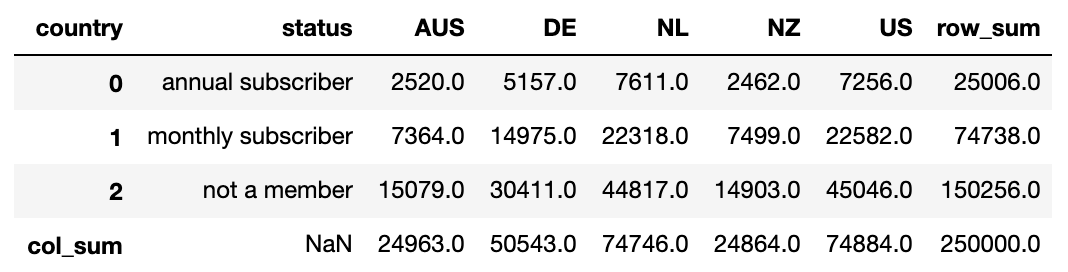 country status AUS DE NL NZ US row_sum
0 annual subscriber 2520.0 5157.0 7611.0 2462.0 7256.0 25006.0
1 monthly subscriber 7364.0 14975.0 22318.0 7499.0 22582.0 74738.0
2 not a member 15079.0 30411.0 44817.0 14903.0 45046.0 150256.0
col_sum NaN 24963.0 50543.0 74746.0 24864.0 74884.0 250000.0